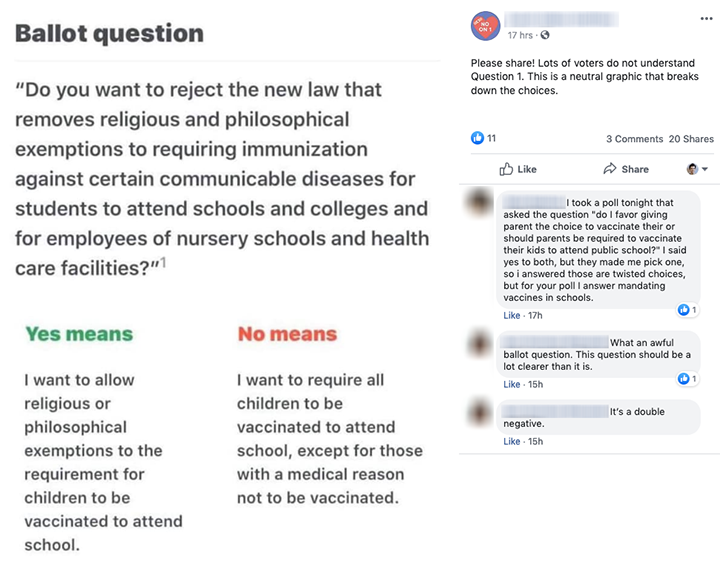 Ballot question
“Do you want to reject the new law that
removes religious and philosophical
exemptions to requiring immunization
against certain communicable diseases for
students to attend schools and colleges and
for employees of nursery schools and health
care facilities?”1
Yes means
I want to allow
religious or
philosophical
exemptions to the
requirement for
children to be
vaccinated to attend
school.
No means
I want to require all
children to be
vaccinated to attend
school, except for those
with a medical reason
not to be vaccinated.
NO
ON 1
17 hrs ·
Please share! Lots of voters do not understand
Question 1. This is a neutral graphic that breaks
down the choices.
11
3 Comments 20 Shares
Like
Share
I took a poll tonight that
asked the question "do I favor giving
parent the choice to vaccinate their or
should parents be required to vaccinate
their kids to attend public school?" I said
yes to both, but they made me pick one,
so i answered those are twisted choices,
but for your poll I answer mandating
vaccines in schools.
1
Like · 17h
What an awful
ballot question. This question should be a
lot clearer than it is.
1
Like · 15h
It's a double
negative.
Like · 15h